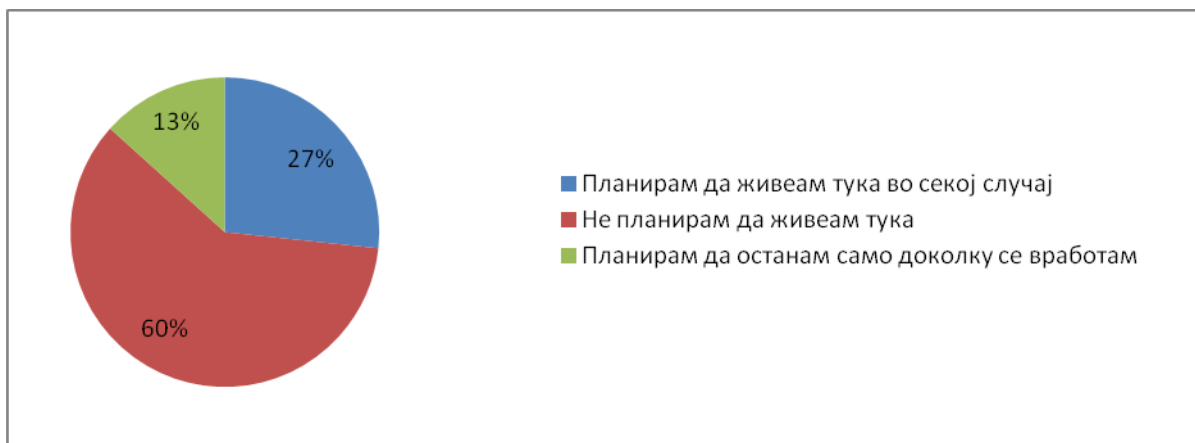 13%
27%
60%
Планирам да живеам тука во секој случај
Не планирам да живеам тука
Планирам да останам само доколку се вработам